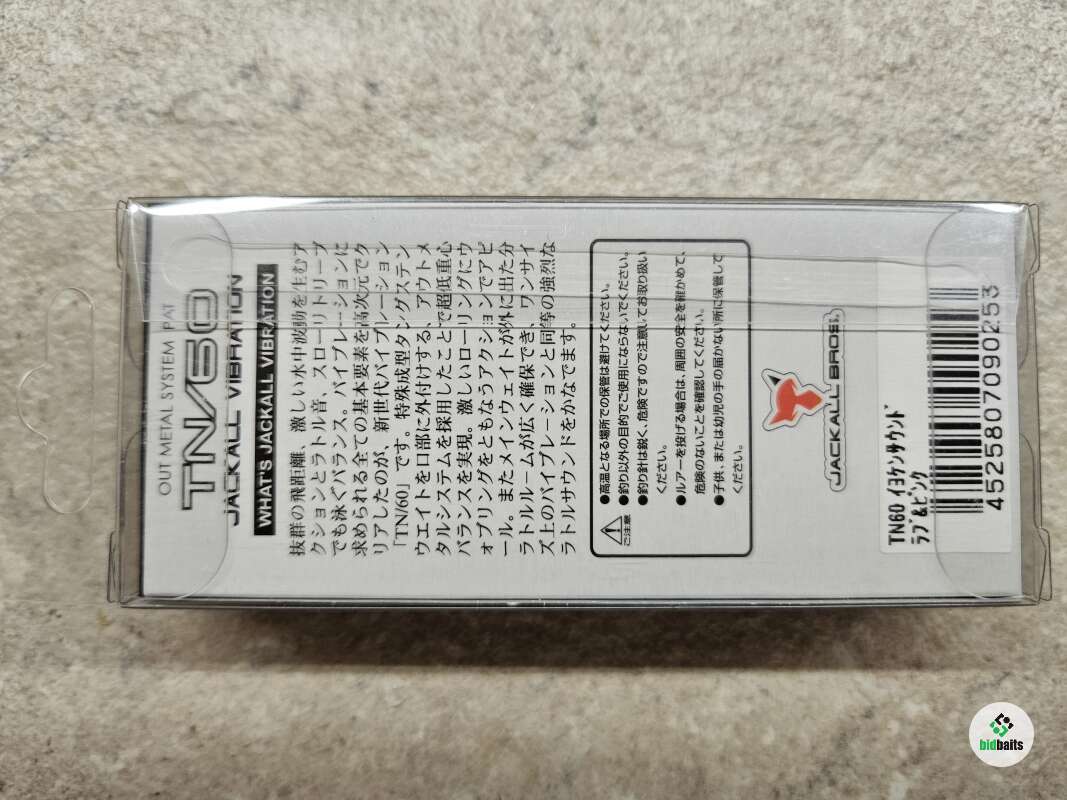 OUT METAL SYSTEM PAT
TN/60
JACKALL VIBRATION
WHAT'S JACKALL VIBRATION
抜群の飛距離、激しい水中波動を生むア
クションとラトル音、スローリトリーブ
でも泳ぐバランス。バイブレーションに
求められる全ての基本要素を高次元でク
リアしたのが、新世代バイブレーション
「TN/60」です。特殊成型タングステン
ウエイトを口部に外付けする、アウトメ
タルシステムを採用したことで超低重心
バランスを実現。激しいローリングにウ
ォブリングをともなうアクションでアピ
ール。またメインウェイトが外に出た分
ラトルルームが広く確保でき、ワンサイ
ズ上のバイブレーションと同等の強烈な
ラトルサウンドをかなでます。
ご注意
●高温となる場所での保管は避けてください。
●釣り以外の目的でご使用にならないでください。
●釣り針は鋭く、危険ですので注意してお取り扱い
ください。
●ルアーを投げる場合は、周囲の安全を確かめて、
危険のないことを確認してください。
●子供、または幼児の手の届かない所に保管して
ください。
JACKALL BROS.
TN60 イヨケンサウンド
ラブ&ピンク
4525807090253
bidbaits